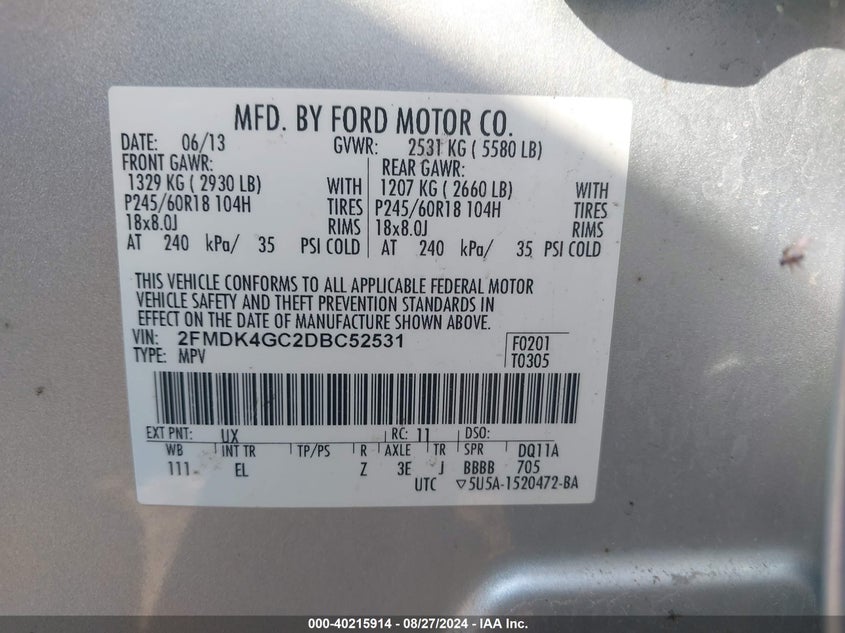 MFD. BY FORD MOTOR CO.
DATE: 06/13 GVWR: 2531 KG ( 5580 LB)
FRONT GAWR: REAR GAWR:
1329 KG ( 2930 LB) WITH 1207 KG ( 2660 LB) WITH
P245/60R18 104H TIRES P245/60R18 104H TIRES
18x8.0J RIMS 18x8.0J RIMS
AT 240 kPa/ 35 PSI COLD AT 240 kPa/ 35 PSI COLD
THIS VEHICLE CONFORMS TO ALL APPLICABLE FEDERAL MOTOR
VEHICLE SAFETY AND THEFT PREVENTION STANDARDS IN
EFFECT ON THE DATE OF MANUFACTURE SHOWN ABOVE.
VIN: 2FMDK4GC2DBC52531 F0201
TYPE: MPV T0305
EXT PNT: UX RC: 11 DSO:
WB INT TR TP/PS R AXLE TR SPR DQ11A
111 EL Z 3E J BBBB 705
UTC ▽5U5A-1520472-BA
000-40215914 - 08/27/2024 - IAA Inc.